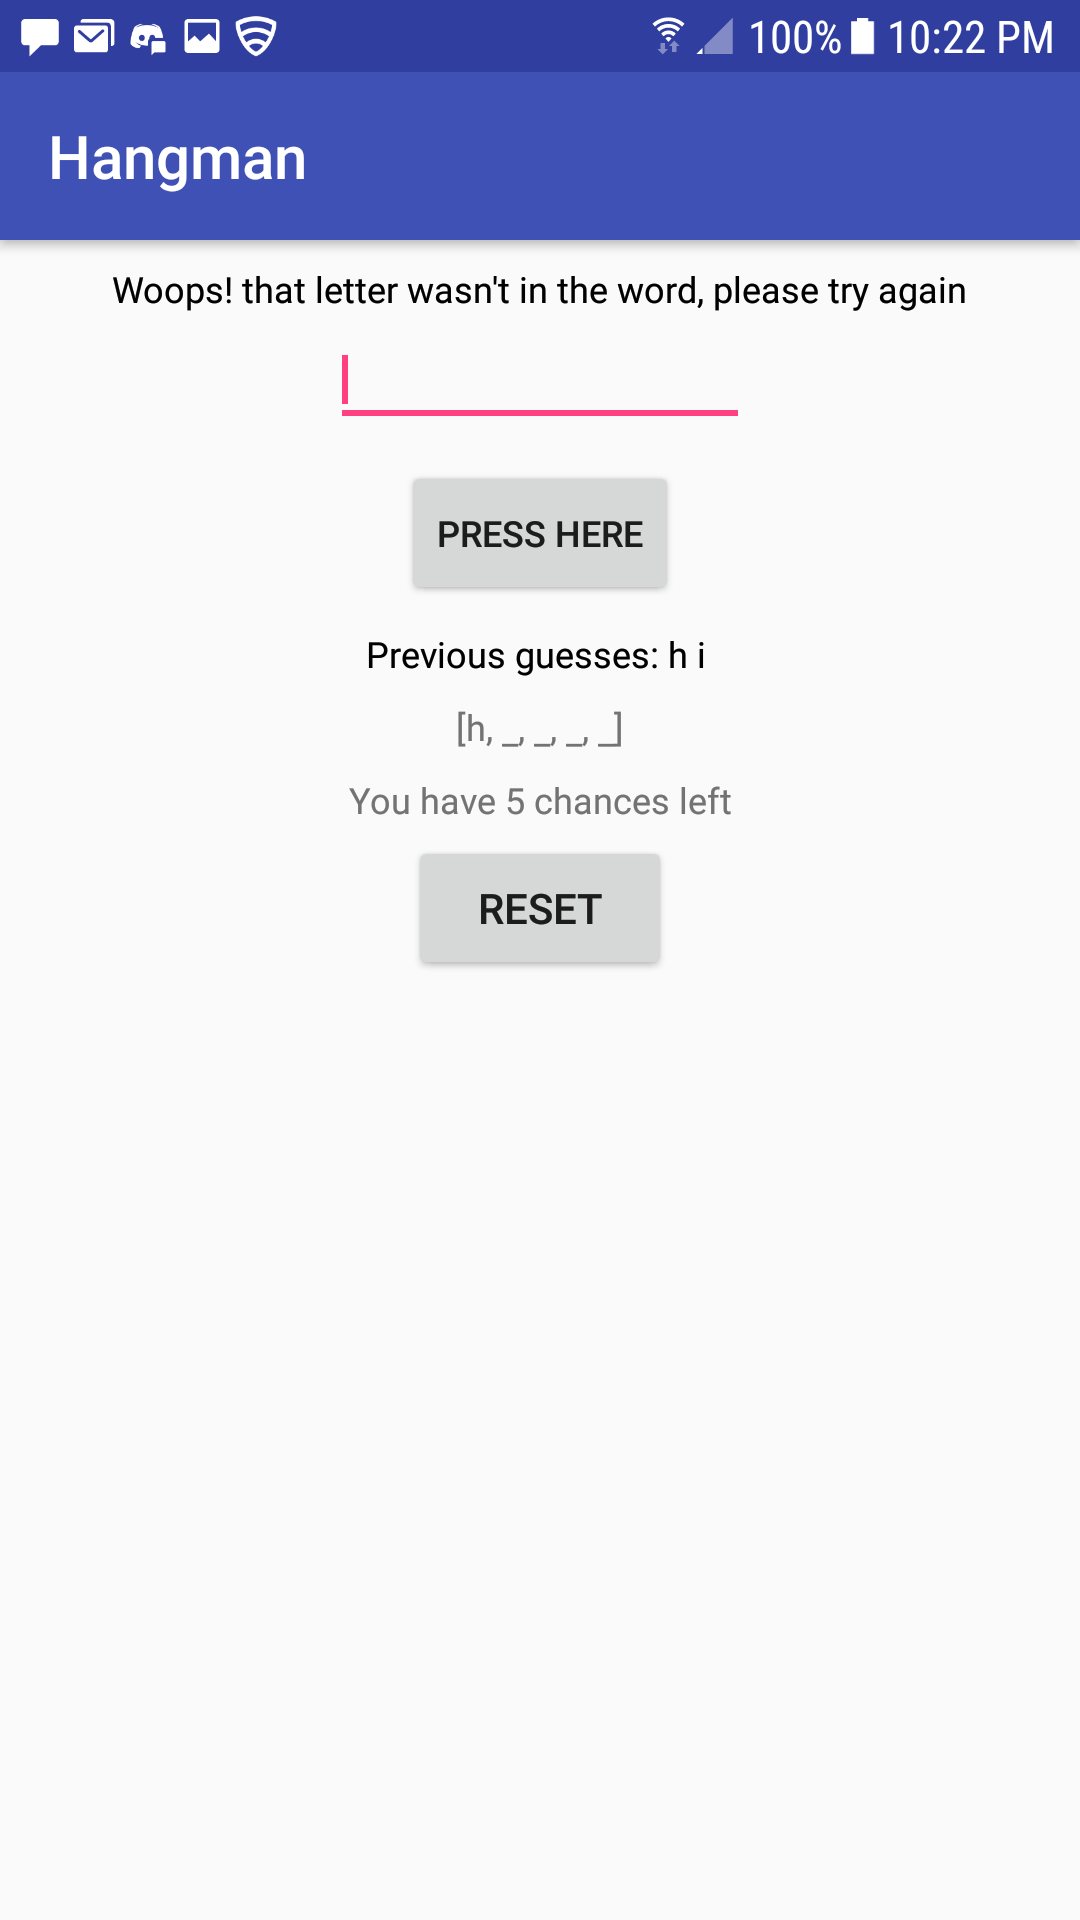 100% 10:22 PM
Hangman
Woops! that letter wasn't in the word, please try again
PRESS HERE
Previous guesses: h i
[h, _, _, _, _]
You have 5 chances left
RESET